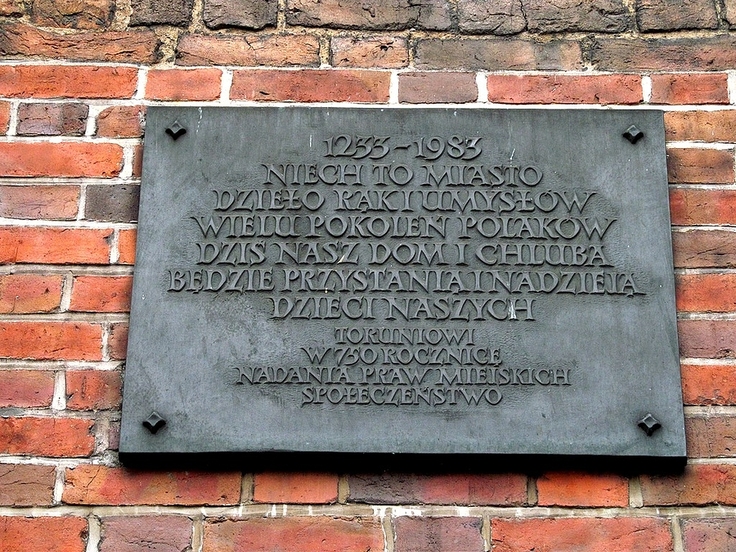 1233-1983
NIECH TO MIASTO
DZIEŁO RĄK I UMYSŁÓW
WIELU POKOLEŃ POLAKÓW
DZIŚ NASZ DOM I CHLUBA
BĘDZIE PRZYSTANIĄ I NADZIEJĄ
DZIECI NASZYCH
TORUNIOWI
W 750 ROCZNICĘ
NADANIA PRAW MIEJSKICH
SPOŁECZEŃSTWO